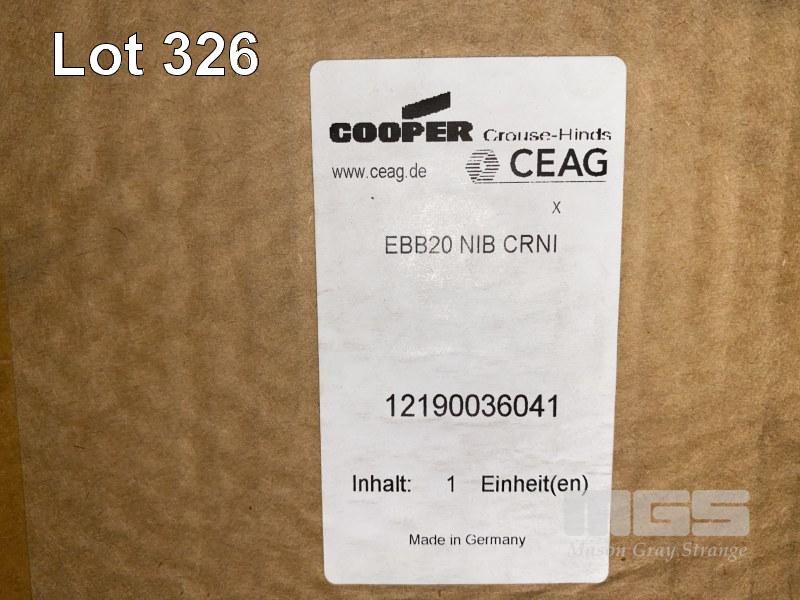 Lot 326
COOPER Crouse-Hinds
www.ceag.de CEAG
X
EBB20 NIB CRNI
12190036041
Inhalt: 1 Einheit(en)
MGS
Made in Germany
Mason Gray Strange